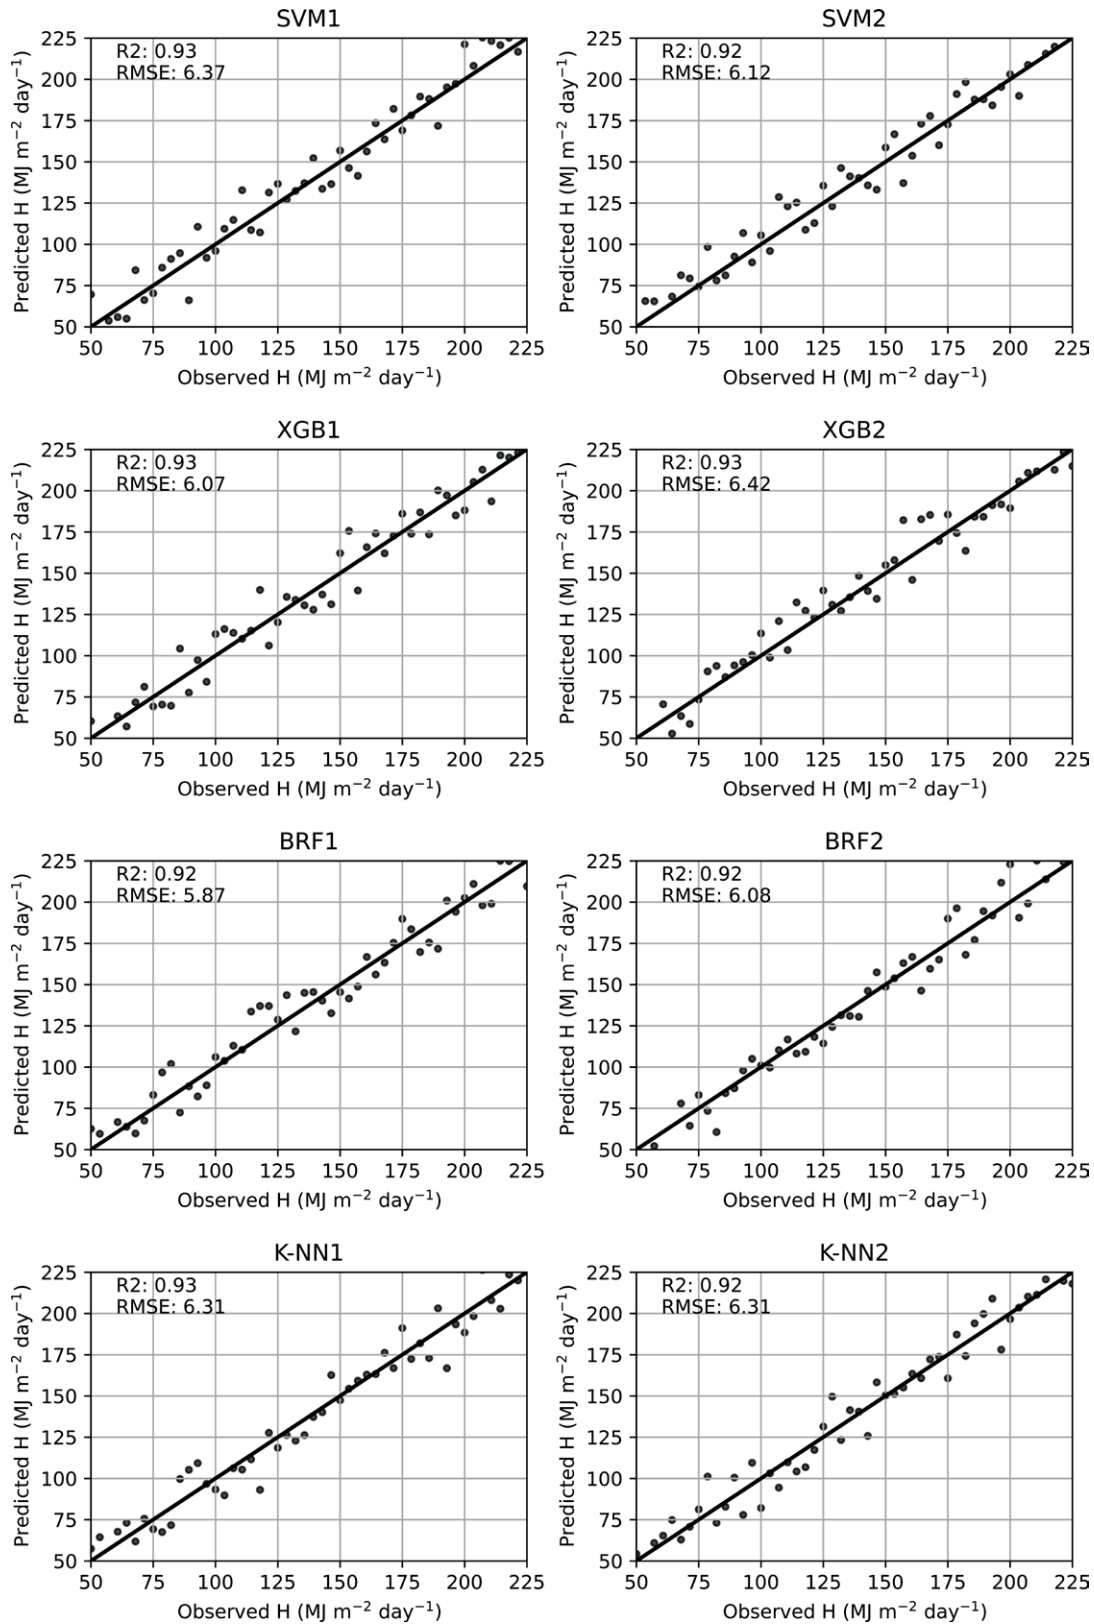 SVM1
R2: 0.93
RMSE: 6.37
Predicted H (MJ m⁻² day⁻¹)
225
200
175
150
125
100
75
50
50 75 100 125 150 175 200 225
Observed H (MJ m⁻² day⁻¹)
SVM2
R2: 0.92
RMSE: 6.12
Predicted H (MJ m⁻² day⁻¹)
225
200
175
150
125
100
75
50
50 75 100 125 150 175 200 225
Observed H (MJ m⁻² day⁻¹)
XGB1
R2: 0.93
RMSE: 6.07
Predicted H (MJ m⁻² day⁻¹)
225
200
175
150
125
100
75
50
50 75 100 125 150 175 200 225
Observed H (MJ m⁻² day⁻¹)
XGB2
R2: 0.93
RMSE: 6.42
Predicted H (MJ m⁻² day⁻¹)
225
200
175
150
125
100
75
50
50 75 100 125 150 175 200 225
Observed H (MJ m⁻² day⁻¹)
BRF1
R2: 0.92
RMSE: 5.87
Predicted H (MJ m⁻² day⁻¹)
225
200
175
150
125
100
75
50
50 75 100 125 150 175 200 225
Observed H (MJ m⁻² day⁻¹)
BRF2
R2: 0.92
RMSE: 6.08
Predicted H (MJ m⁻² day⁻¹)
225
200
175
150
125
100
75
50
50 75 100 125 150 175 200 225
Observed H (MJ m⁻² day⁻¹)
K-NN1
R2: 0.93
RMSE: 6.31
Predicted H (MJ m⁻² day⁻¹)
225
200
175
150
125
100
75
50
50 75 100 125 150 175 200 225
Observed H (MJ m⁻² day⁻¹)
K-NN2
R2: 0.92
RMSE: 6.31
Predicted H (MJ m⁻² day⁻¹)
225
200
175
150
125
100
75
50
50 75 100 125 150 175 200 225
Observed H (MJ m⁻² day⁻¹)